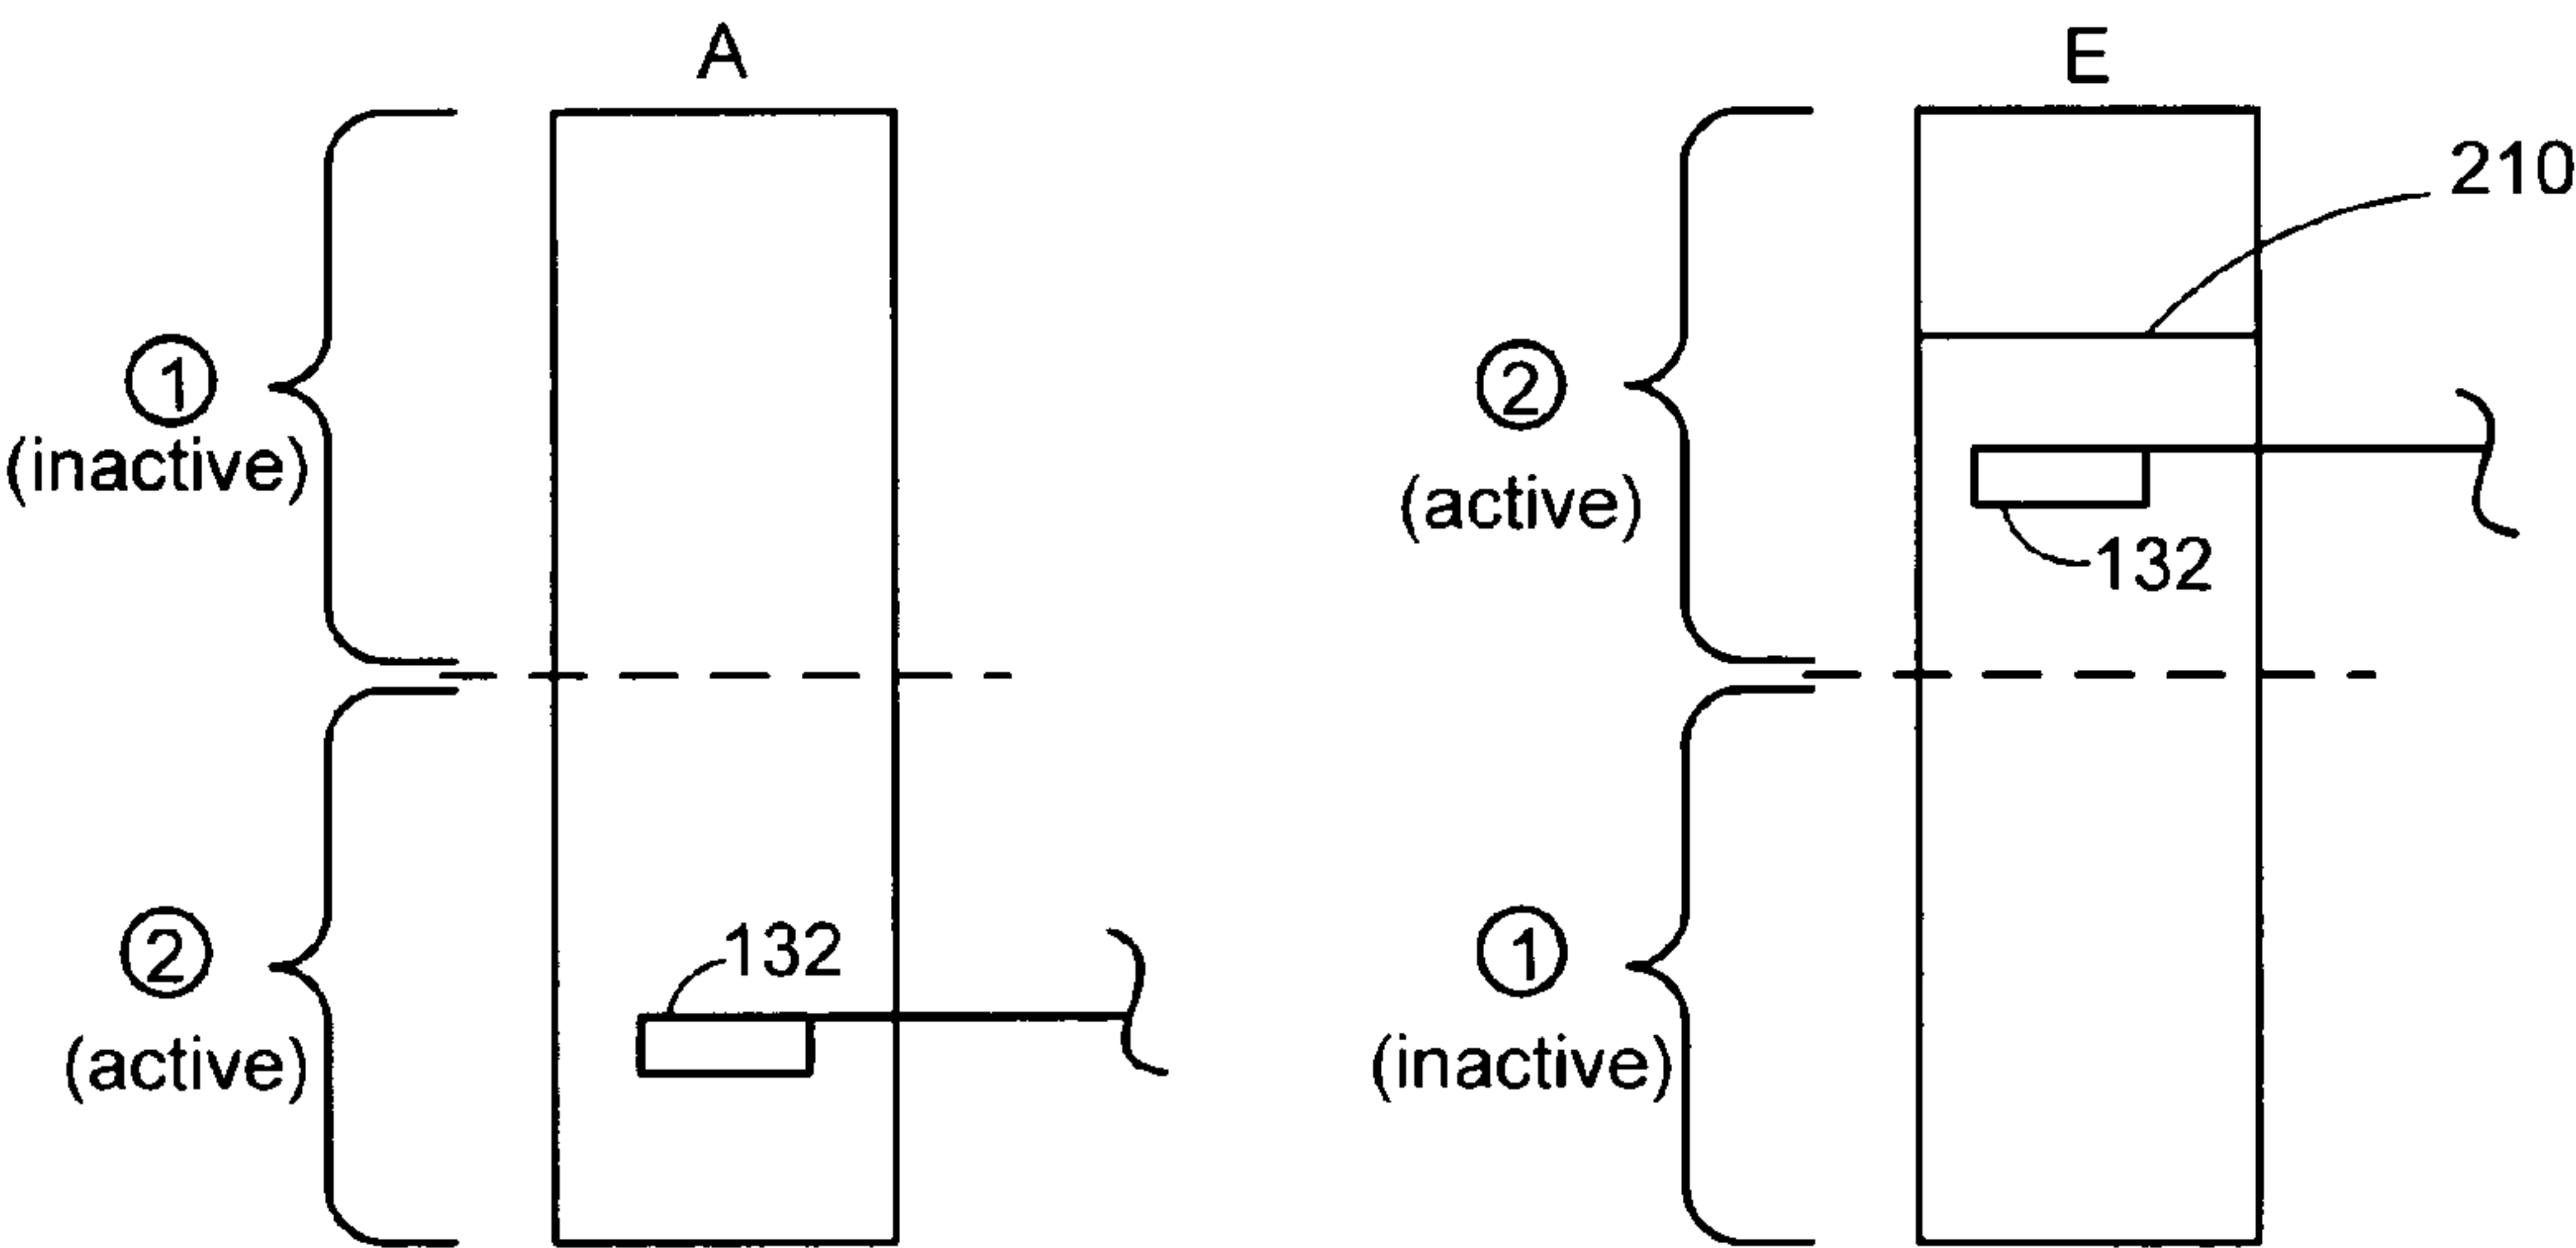 A
①
(inactive)
②
(active)
132
E
210
②
(active)
132
①
(inactive)